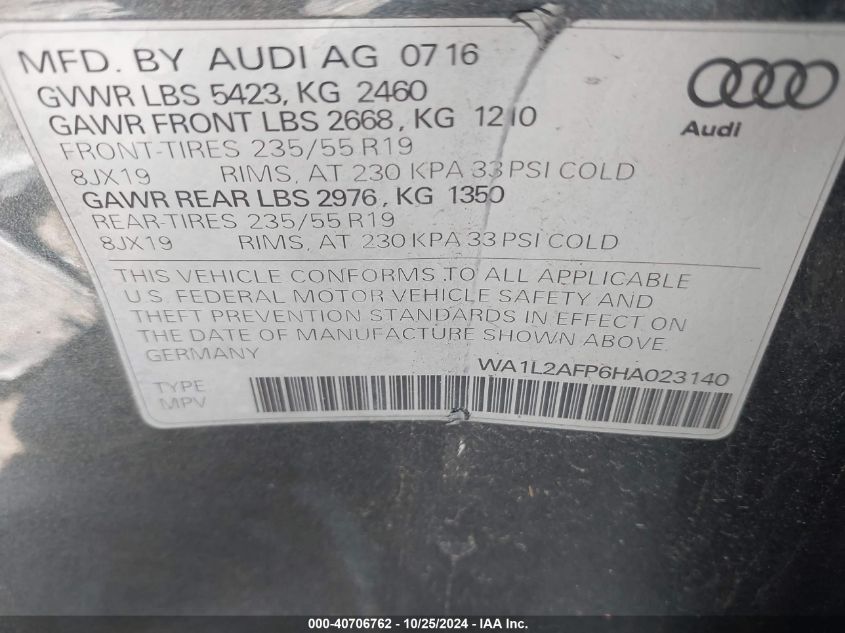 MFD. BY AUDI AG 0716
GVWR LBS 5423, KG 2460
GAWR FRONT LBS 2668, KG 1210
FRONT-TIRES 235/55 R19
8JX19 RIMS, AT 230 KPA 33 PSI COLD
GAWR REAR LBS 2976, KG 1350
REAR-TIRES 235/55 R19
8JX19 RIMS, AT 230 KPA 33 PSI COLD
Audi
THIS VEHICLE CONFORMS TO ALL APPLICABLE
U.S. FEDERAL MOTOR VEHICLE SAFETY AND
THEFT PREVENTION STANDARDS IN EFFECT ON
THE DATE OF MANUFACTURE SHOWN ABOVE.
GERMANY
WA1L2AFP6HA023140
TYPE
MPV
000-40706762 - 10/25/2024 - IAA Inc.